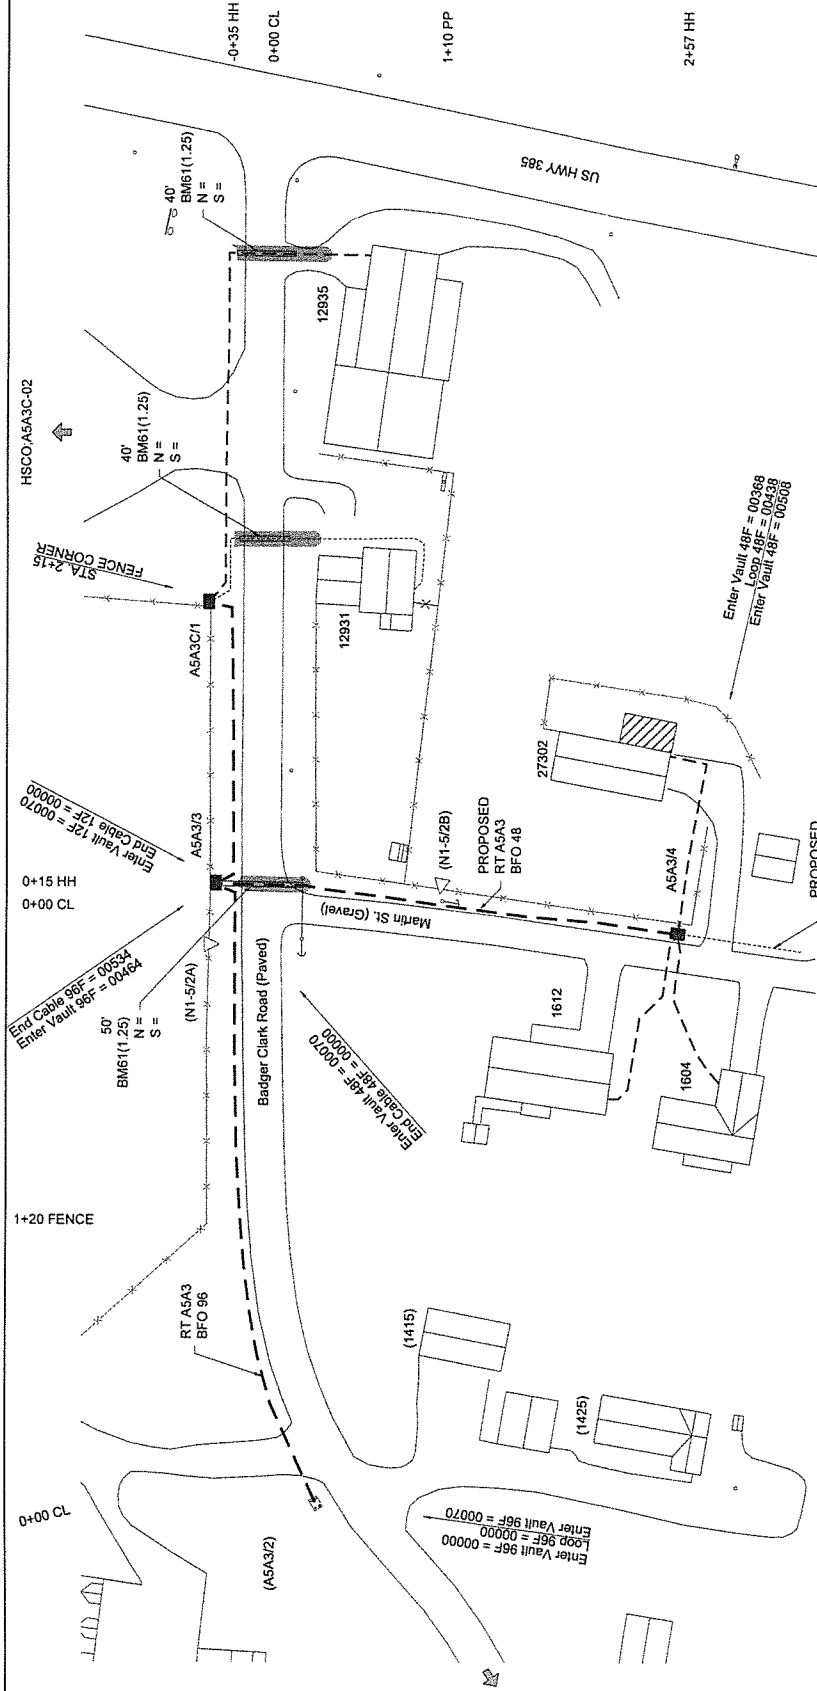 -0+35 HH
0+00 CL
1+10 PP
2+57 HH
HSCO;A5A3C-02
40'
BM61(1.25)
N =
S =
US HWY 385
12935
40'
BM61(1.25)
N =
S =
STA. 2+15
FENCE CORNER
A5A3C/1
12931
Enter Vault 48F = 00368
Loop 48F = 00438
Enter Vault 48F = 00508
27302
Enter Vault 12F = 00070
End Cable 12F = 00000
A5A3/3
0+15 HH
0+00 CL
(N1-5/2B)
PROPOSED
RT A5A3
BFO 48
A5A3/4
PROPOSED
Martin St. (Gravel)
End Cable 96F = 00534
Enter Vault 96F = 00464
(N1-5/2A)
50'
BM61(1.25)
N =
S =
Badger Clark Road (Paved)
Enter Vault 48F = 00070
End Cable 48F = 00000
1612
1604
1+20 FENCE
RT A5A3
BFO 96
(1415)
(1425)
0+00 CL
(A5A3/2)
Enter Vault 96F = 00070
Loop 96F = 00000
Enter Vault 96F = 00000